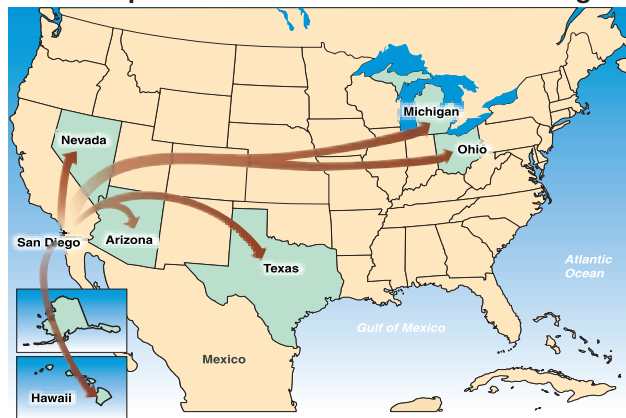 Michigan
Nevada
Ohio
San Diego
Arizona
Texas
Atlantic
Ocean
Gulf of Mexico
Mexico
Hawaii